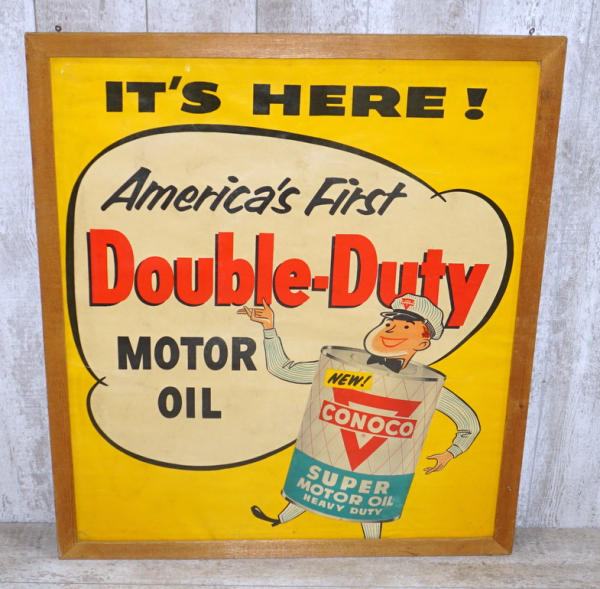 IT'S HERE!
America's First
Double-Duty
MOTOR
OIL
NEW!
CONOCO
SUPER
MOTOR OIL
HEAVY DUTY